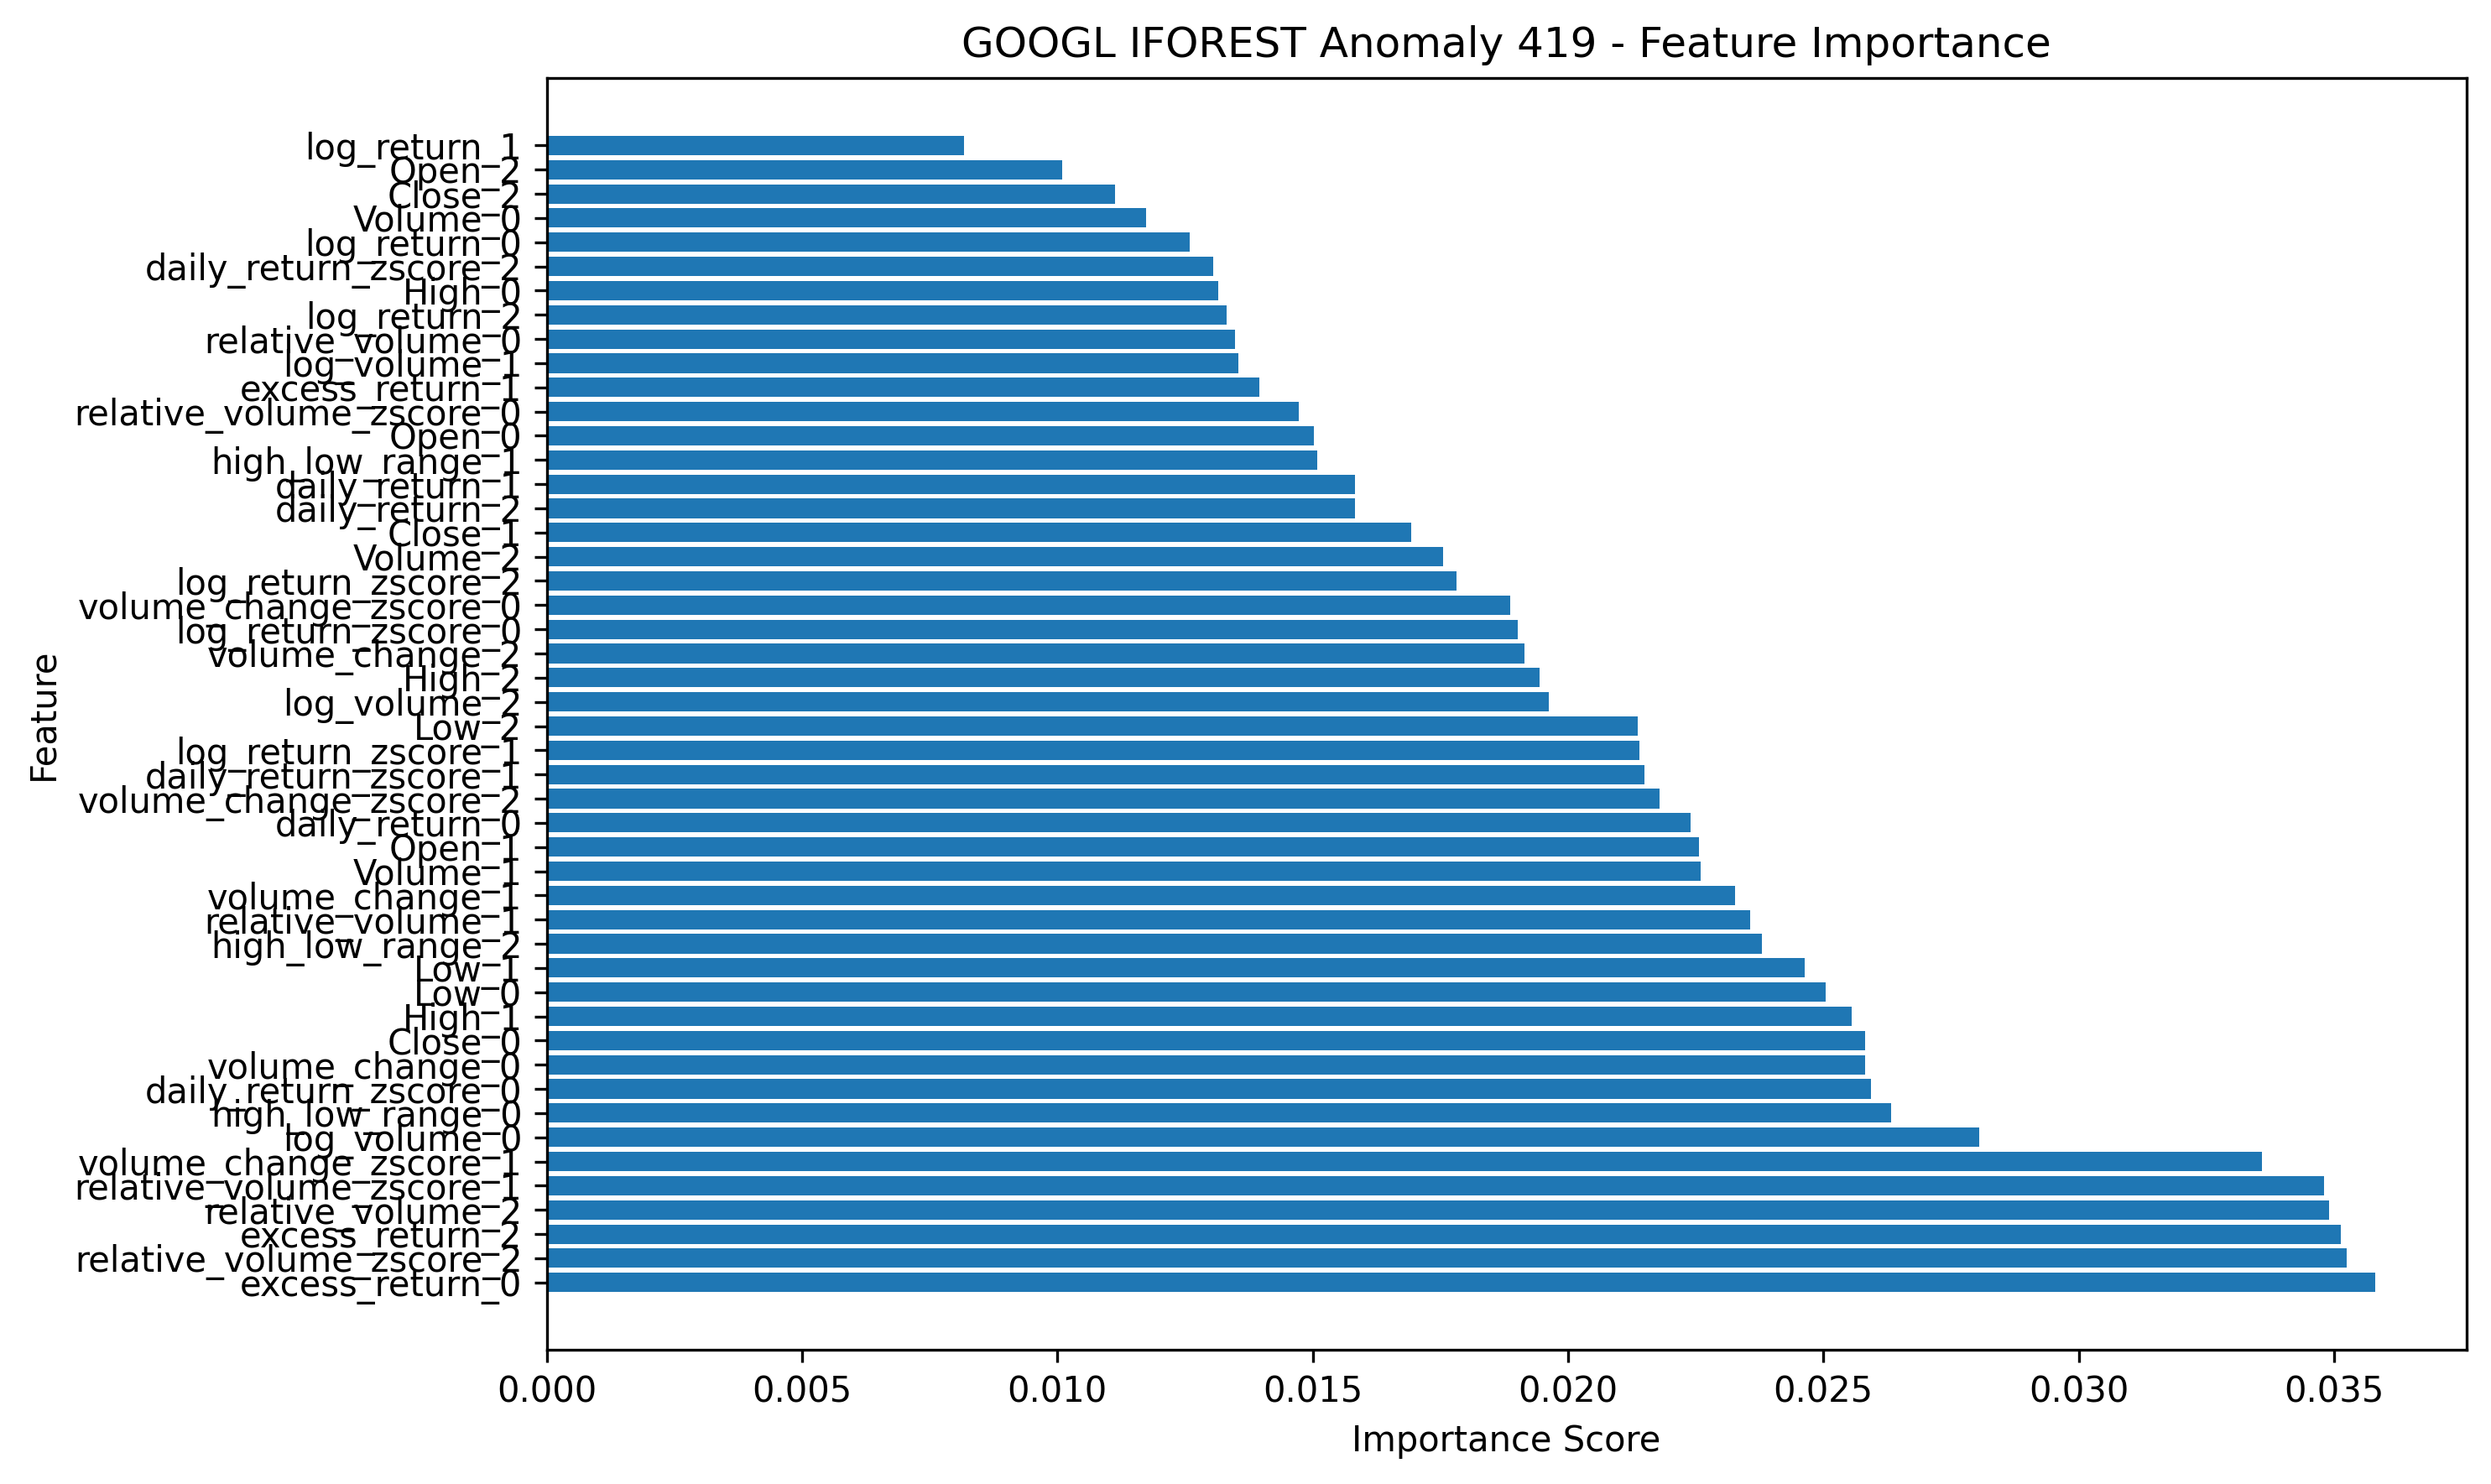 GOOGL IFOREST Anomaly 419 - Feature Importance
log_return_1
Open_2
Close_2
Volume_0
log_return_0
daily_return_zscore_2
High_0
log_return_2
relative_volume_0
log_volume_1
excess_return_1
relative_volume_zscore_0
Open_0
high_low_range_1
daily_return_1
daily_return_2
Close_1
Volume_2
log_return_zscore_2
volume_change_zscore_0
log_return_zscore_0
volume_change_2
High_2
log_volume_2
Low_2
log_return_zscore_1
daily_return_zscore_1
volume_change_zscore_2
daily_return_0
Open_1
Volume_1
volume_change_1
relative_volume_1
high_low_range_2
Low_1
Low_0
High_1
Close_0
volume_change_0
daily_return_zscore_0
high_low_range_0
log_volume_0
volume_change_zscore_1
relative_volume_zscore_1
relative_volume_2
excess_return_2
relative_volume_zscore_2
excess_return_0
Feature
0.000 0.005 0.010 0.015 0.020 0.025 0.030 0.035
Importance Score